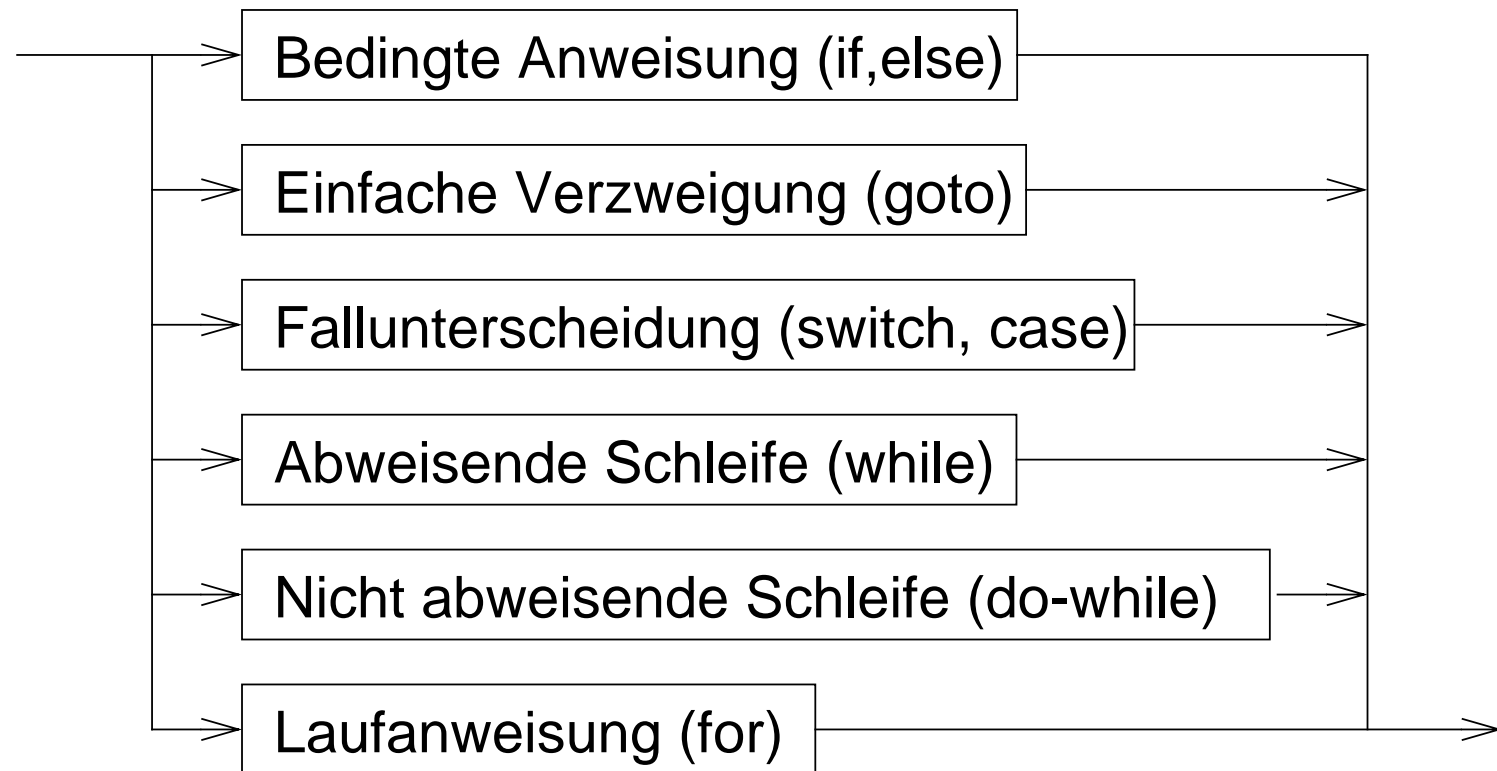 Bedingte Anweisung (if,else)
Einfache Verzweigung (goto)
Fallunterscheidung (switch, case)
Abweisende Schleife (while)
Nicht abweisende Schleife (do-while)
Laufanweisung (for)